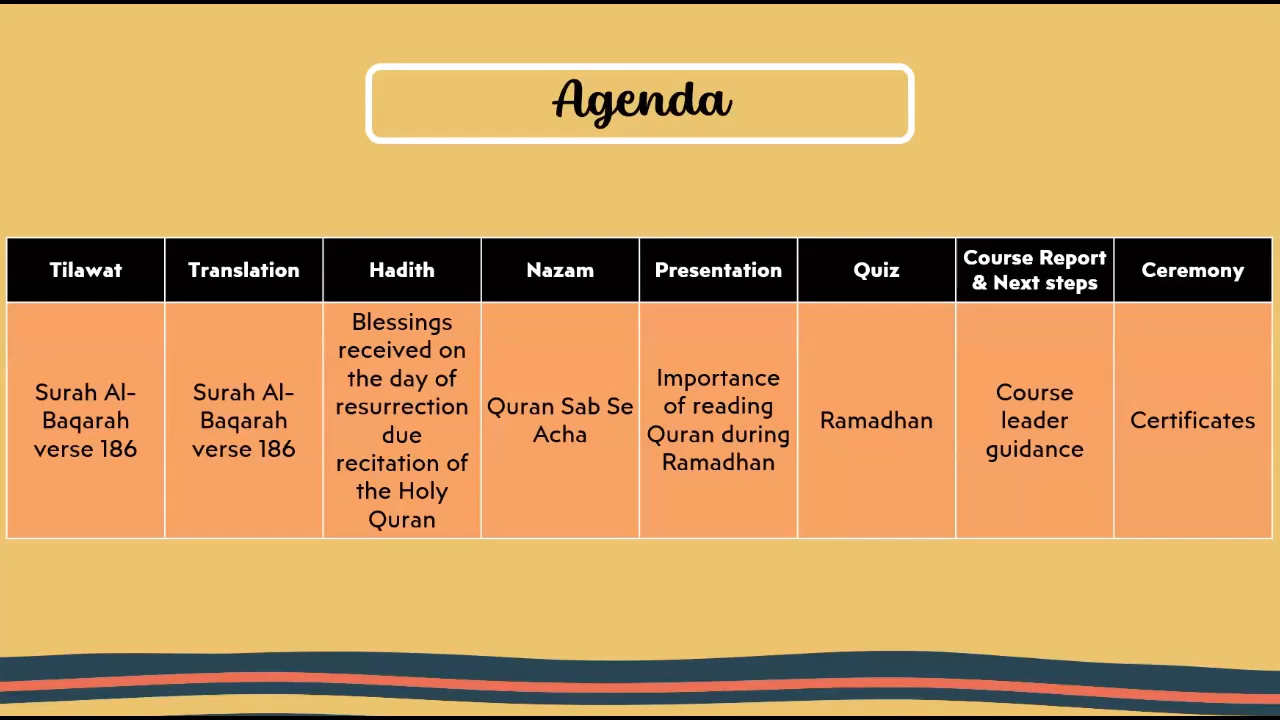 Agenda
Tilawat
Translation
Hadith
Nazam
Presentation
Quiz
Course Report
& Next steps
Ceremony
Surah Al-
Baqarah
verse 186
Surah Al-
Baqarah
verse 186
Blessings
received on
the day of
resurrection
due
recitation of
the Holy
Quran
Quran Sab Se
Acha
Importance
of reading
Quran during
Ramadhan
Ramadhan
Course
leader
guidance
Certificates